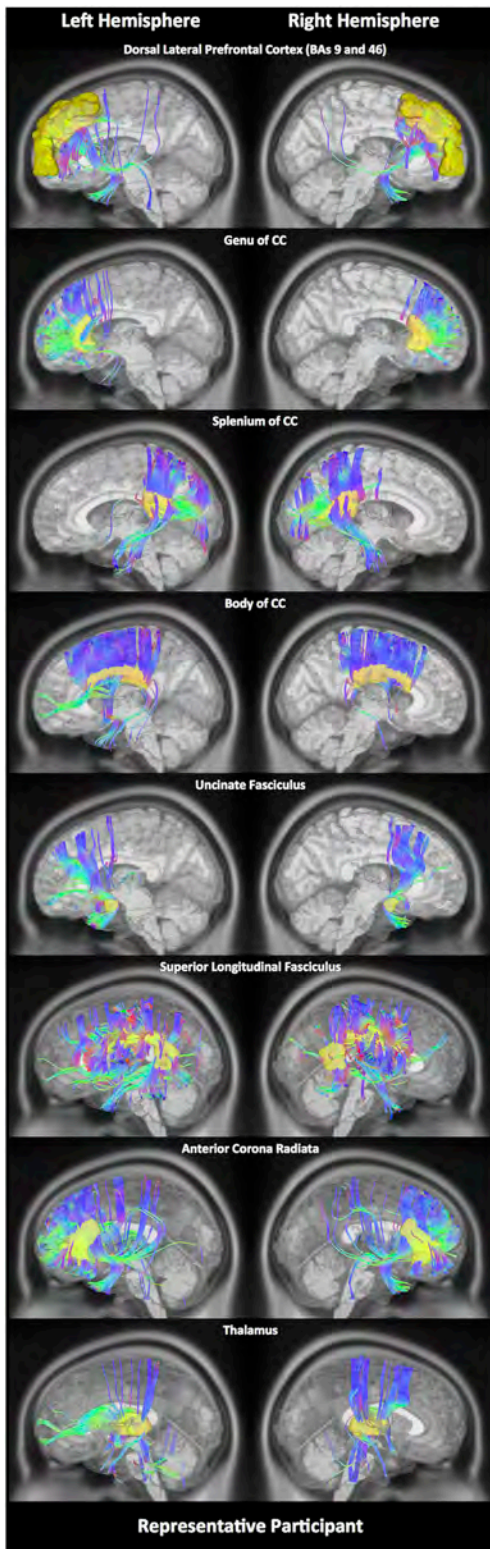 Left Hemisphere Right Hemisphere
Dorsal Lateral Prefrontal Cortex (BAs 9 and 46)
Genu of CC
Splenium of CC
Body of CC
Uncinate Fasciculus
Superior Longitudinal Fasciculus
Anterior Corona Radiata
Thalamus
Representative Participant